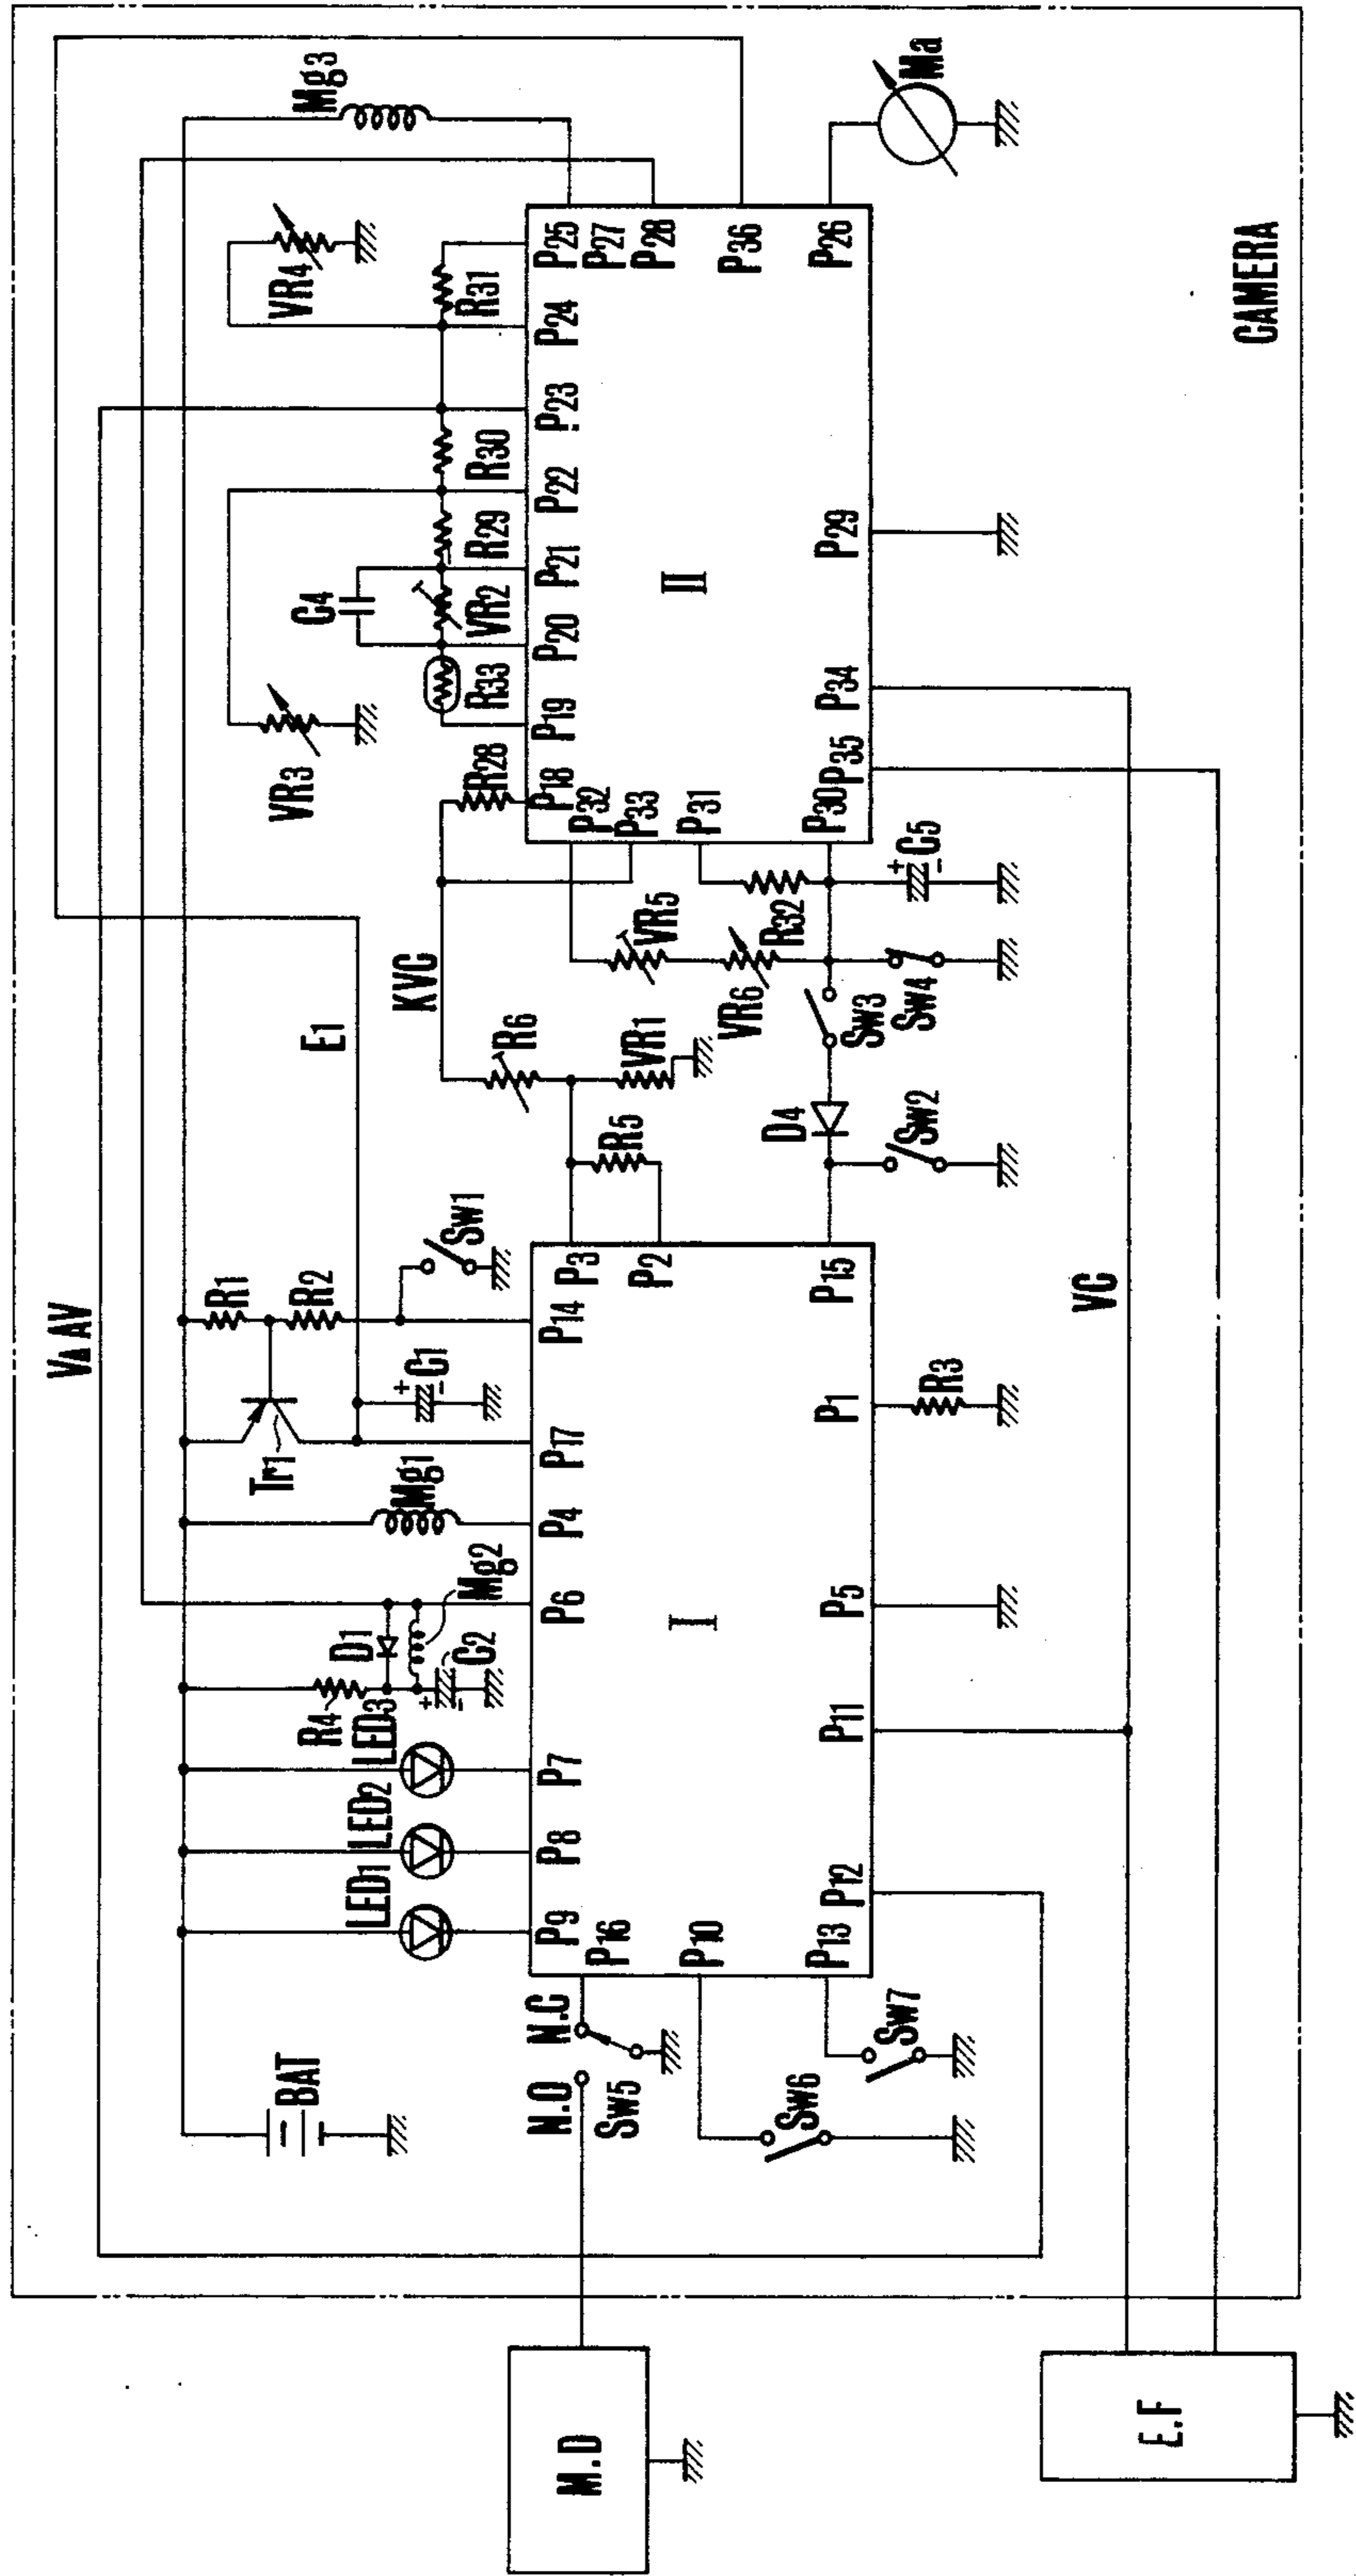 VA AV
E1
KVC
VC
CAMERA
BAT
LED1
LED2
LED3
R4
D1
Mg2
C2
Mg1
Tr1
C1
R1
R2
SW1
R5
R6
VR1
VR3
R28
R33
C4
VR2
R29
R30
VR4
R31
Mg3
Ma
P9
P8
P7
P6
P4
P17
P14
P3
P2
P15
P1
P5
P11
P12
P13
P10
P16
I
R3
N.O
N.C
SW5
SW6
SW7
M.D
E.F
D4
SW2
SW3
SW4
VR5
VR6
R32
C5
P18
P19
P20
P21
P22
P23
P24
P25
P27
P28
P36
P26
P29
P34
P35
P30
P31
P33
P32
II